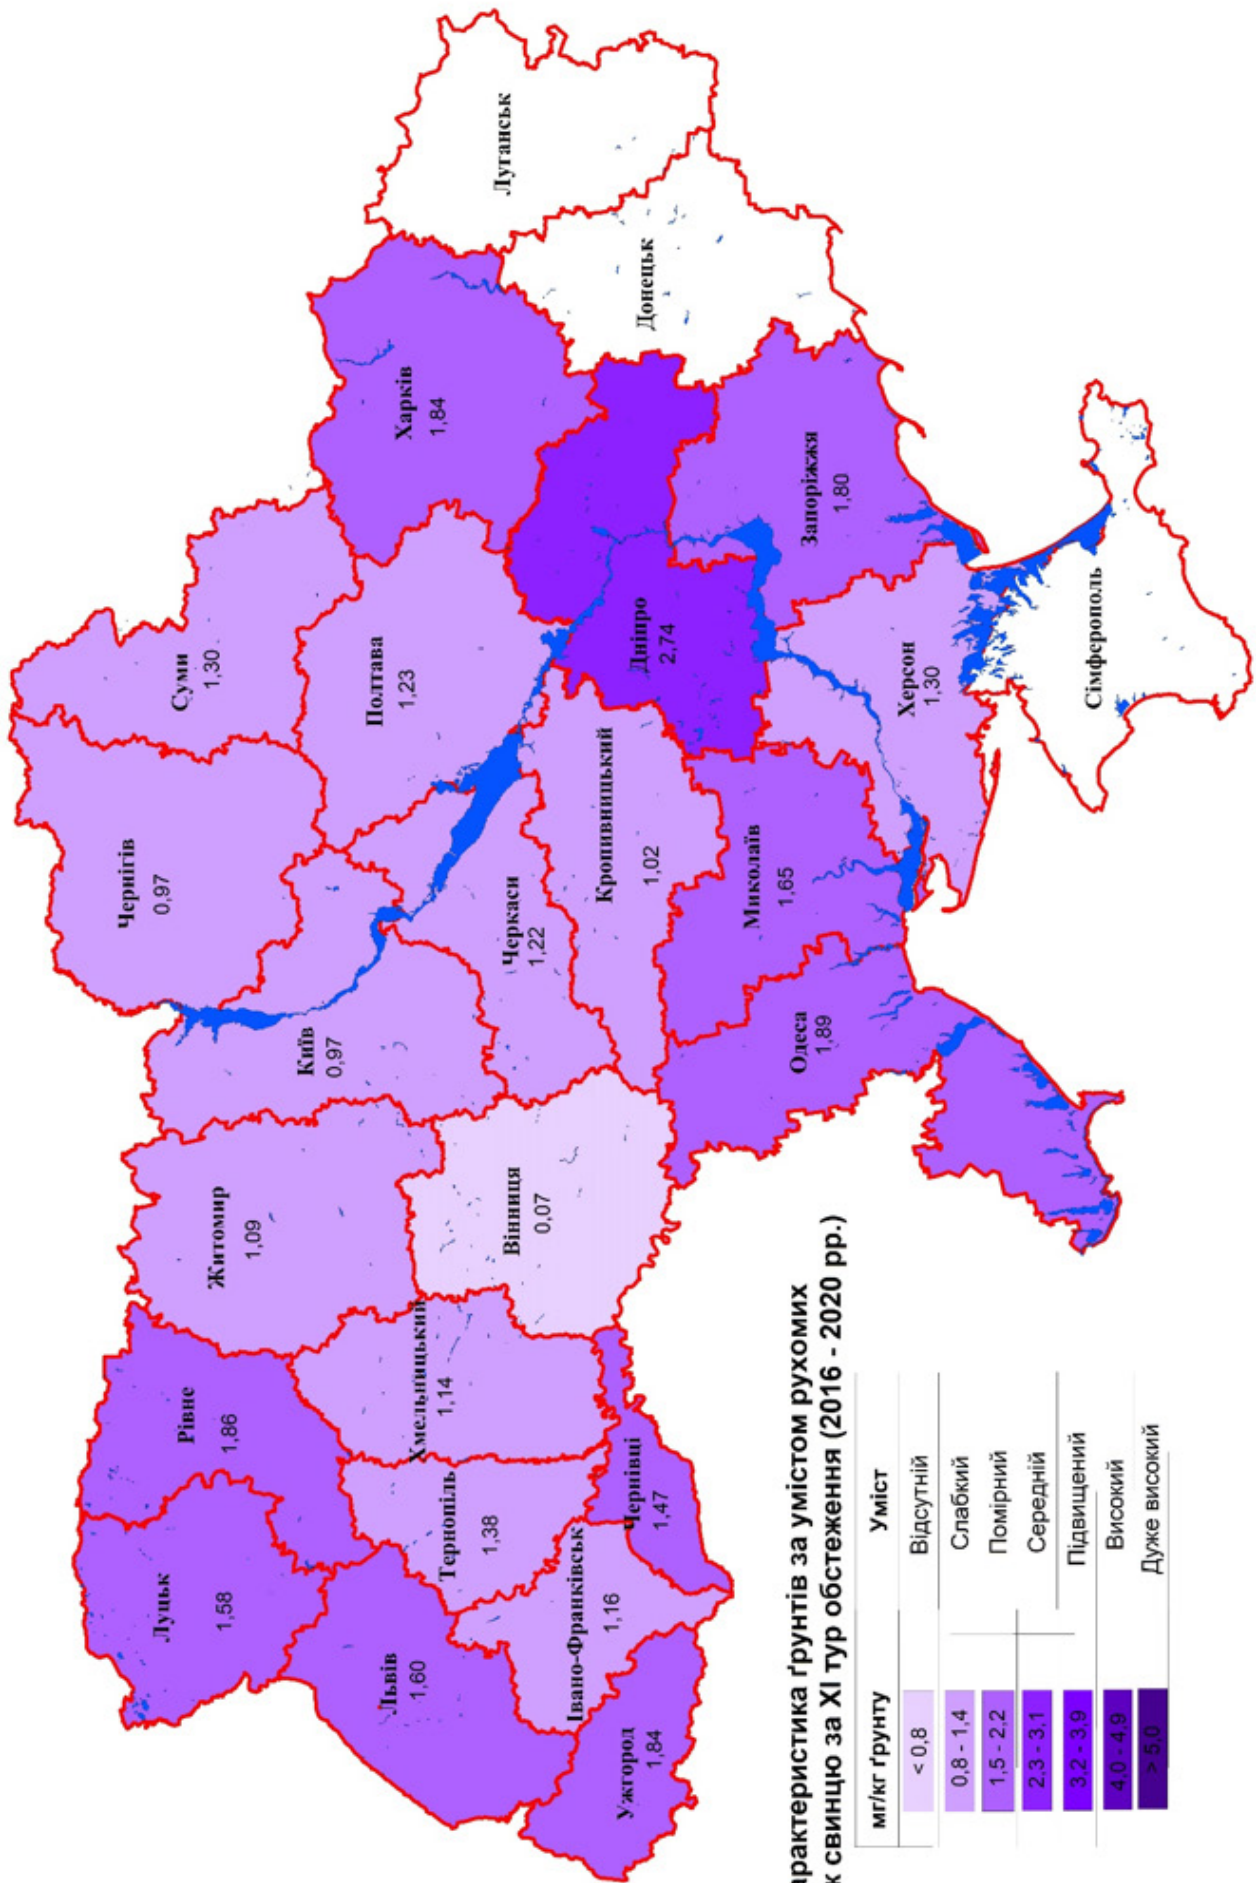 Луцьк
1,58
Рівне
1,86
Житомир
1,09
Київ
0,97
Чернігів
0,97
Суми
1,30
Львів
1,60
Тернопіль
1,38
Хмельницький
1,14
Вінниця
0,07
Черкаси
1,22
Полтава
1,23
Харків
1,84
Луганськ
Ужгород
1,84
Івано-Франківськ
1,16
Чернівці
1,47
Кропивницький
1,02
Дніпро
2,74
Донецьк
Одеса
1,89
Миколаїв
1,65
Херсон
1,30
Запоріжжя
1,80
Сімферополь
арактеристика ґрунтів за умістом рухомих
к свинцю за XI тур обстеження (2016 - 2020 рр.)
мг/кг ґрунту Уміст
< 0,8 Відсутній
0,8 - 1,4 Слабкий
1,5 - 2,2 Помірний
2,3 - 3,1 Середній
3,2 - 3,9 Підвищений
4,0 - 4,9 Високий
> 5,0 Дуже високий